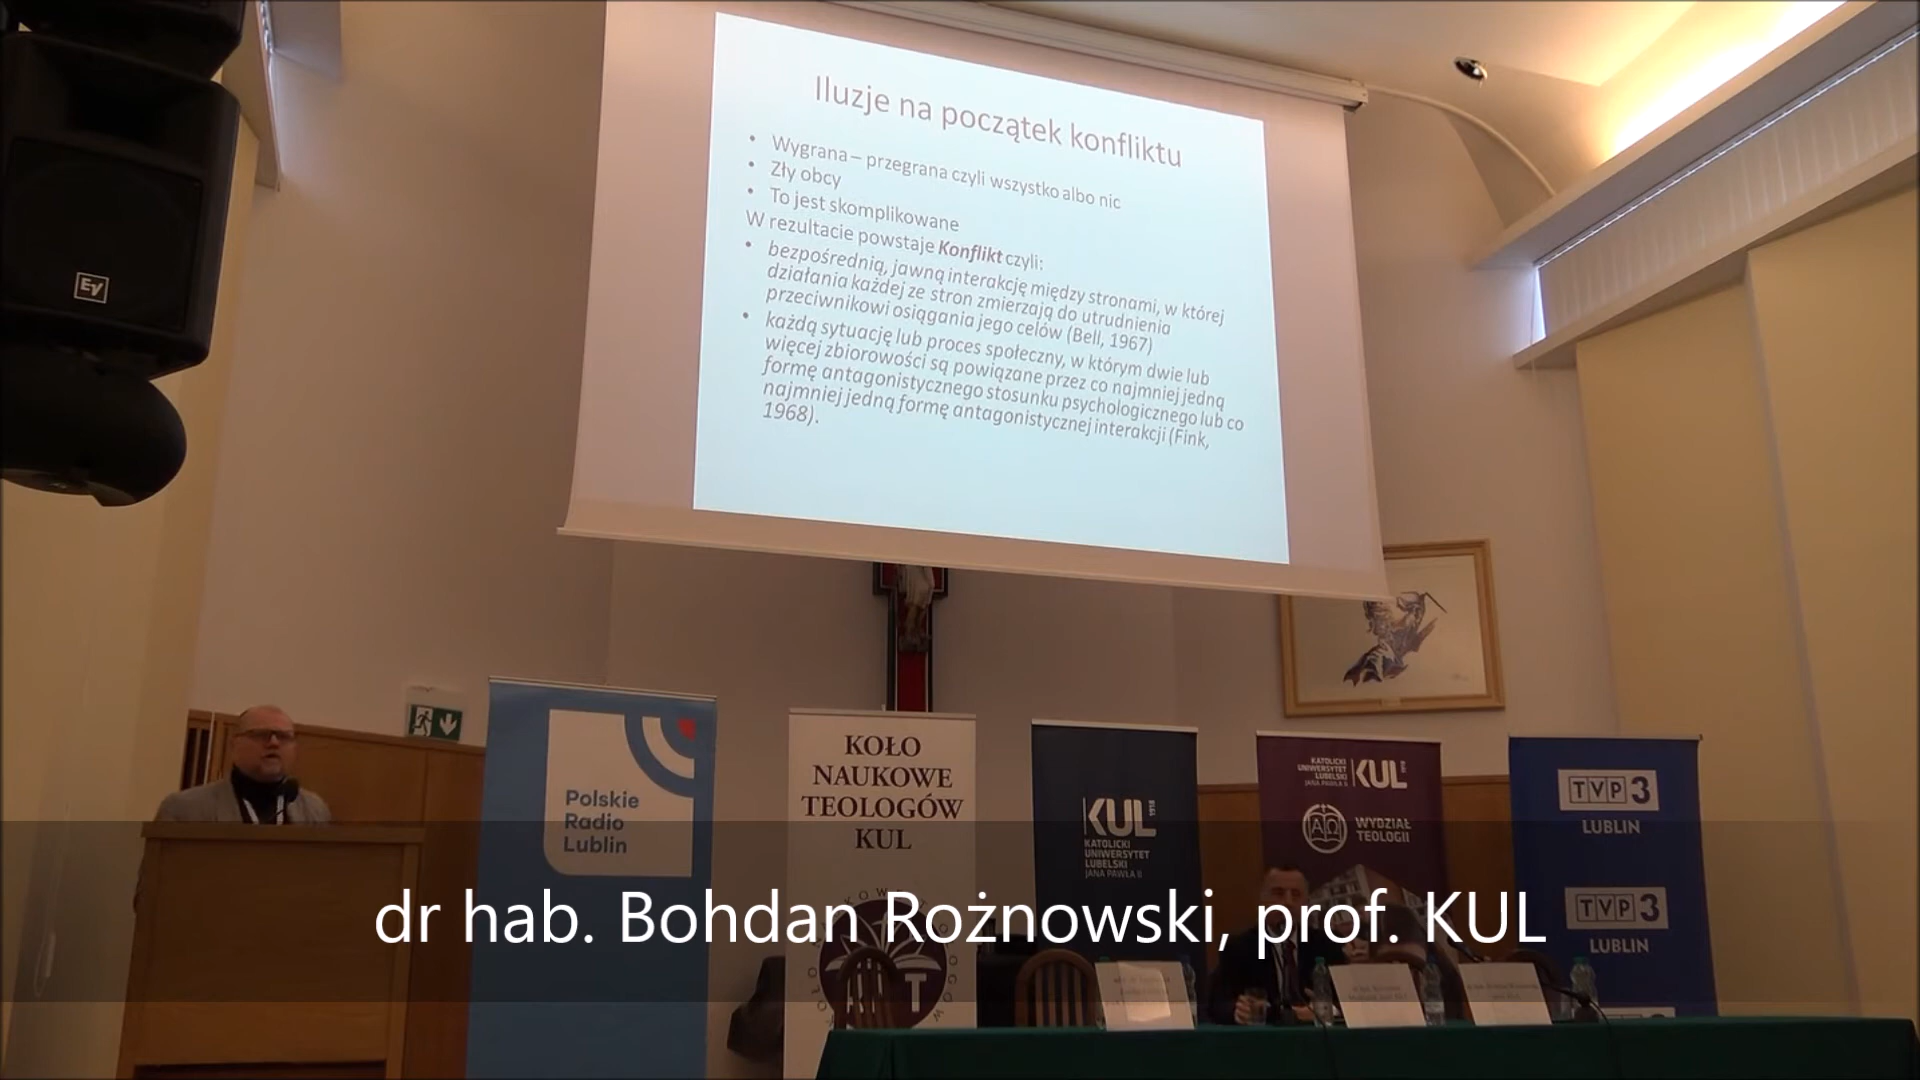 Iluzje na początek konfliktu
• Wygrana – przegrana czyli wszystko albo nic
• Zły obcy
• To jest skomplikowane
W rezultacie powstaje Konflikt czyli:
• bezpośrednią, jawną interakcję między stronami, w której
działania każdej ze stron zmierzają do utrudnienia
przeciwnikowi osiągania jego celów (Bell, 1967)
• każdą sytuację lub proces społeczny, w którym dwie lub
więcej zbiorowości są powiązane przez co najmniej jedną
formę antagonistycznego stosunku psychologicznego lub co
najmniej jedną formę antagonistycznej interakcji (Fink,
1968).
EV
Polskie
Radio
Lublin
KOŁO
NAUKOWE
TEOLOGÓW
KUL
KUL 1918
KATOLICKI
UNIWERSYTET
LUBELSKI
JANA PAWŁA II
KATOLICKI
UNIWERSYTET
LUBELSKI
JANA PAWŁA II
KUL
WYDZIAŁ
TEOLOGII
TVP3
LUBLIN
TVP3
LUBLIN
dr hab. Bohdan Rożnowski, prof. KUL